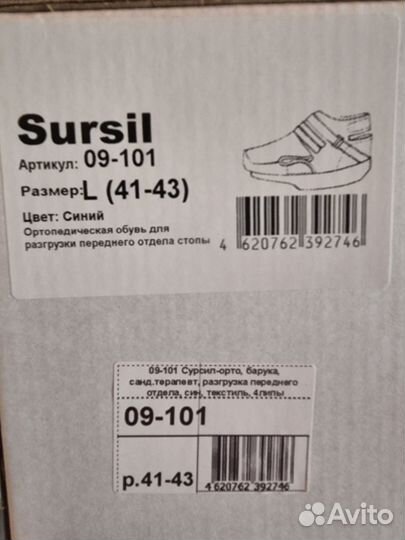 Sursil
Артикул: 09-101
Размер:L (41-43)
Цвет: Синий
Ортопедическая обувь для
разгрузки переднего отдела стопы
4 620762 392746
09-101 Сурсил-орто, барука,
санд.терапевт, разгрузка переднего
отдела, син, текстиль, 4липы
09-101
р.41-43
4 620762 392746
Avito